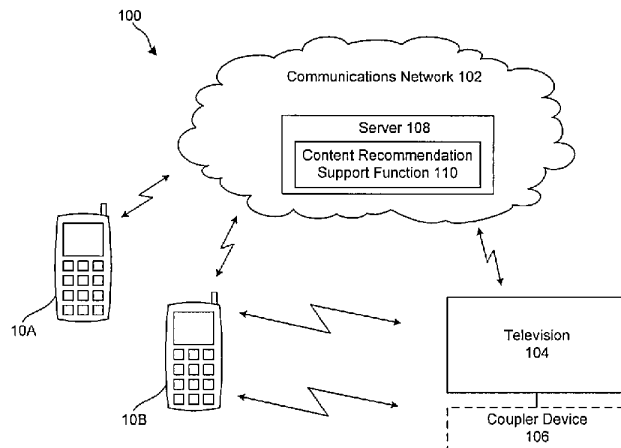 100
Communications Network 102
Server 108
Content Recommendation
Support Function 110
10A
10B
Television
104
Coupler Device
106